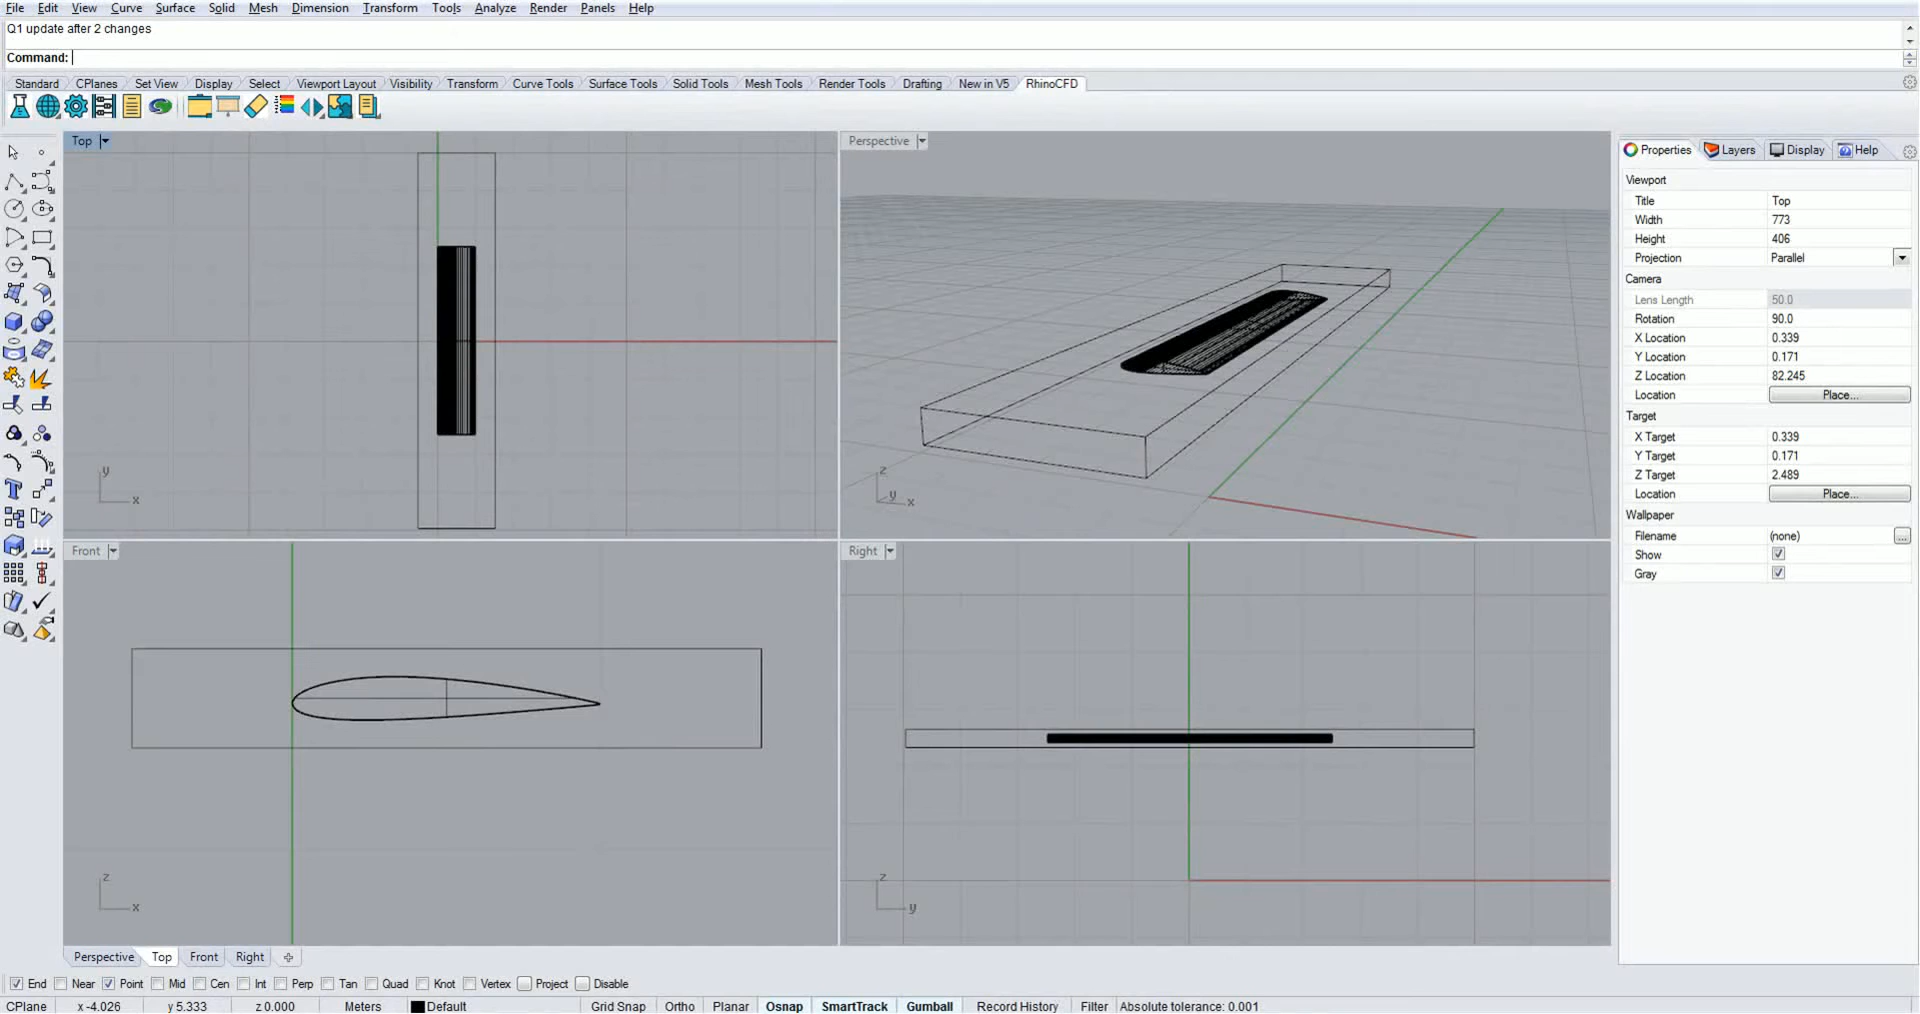 File Edit View Curve Surface Solid Mesh Dimension Transform Tools Analyze Render Panels Help
Q1 update after 2 changes
Command:
Standard CPlanes Set View Display Select Viewport Layout Visibility Transform Curve Tools Surface Tools Solid Tools Mesh Tools Render Tools Drafting New in V5 RhinoCFD
Top
Perspective
Properties Layers Display Help
Viewport
Title Top
Width 773
Height 406
Projection Parallel
Camera
Lens Length 50.0
Rotation 90.0
X Location 0.339
Y Location 0.171
Z Location 82.245
Location Place...
Target
X Target 0.339
Y Target 0.171
Z Target 2.489
Location Place...
Wallpaper
Filename (none) ...
Show
Gray
y
x
z
y
x
Front
Right
z
x
z
y
Perspective Top Front Right
End Near Point Mid Cen Int Perp Tan Quad Knot Vertex Project Disable
CPlane x -4.026 y 5.333 z 0.000 Meters Default Grid Snap Ortho Planar Osnap SmartTrack Gumball Record History Filter Absolute tolerance: 0.001